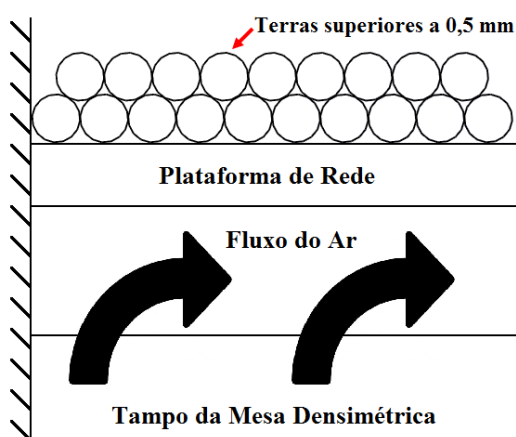 Terras superiores a 0,5 mm
Plataforma de Rede
Fluxo do Ar
Tampo da Mesa Densimétrica